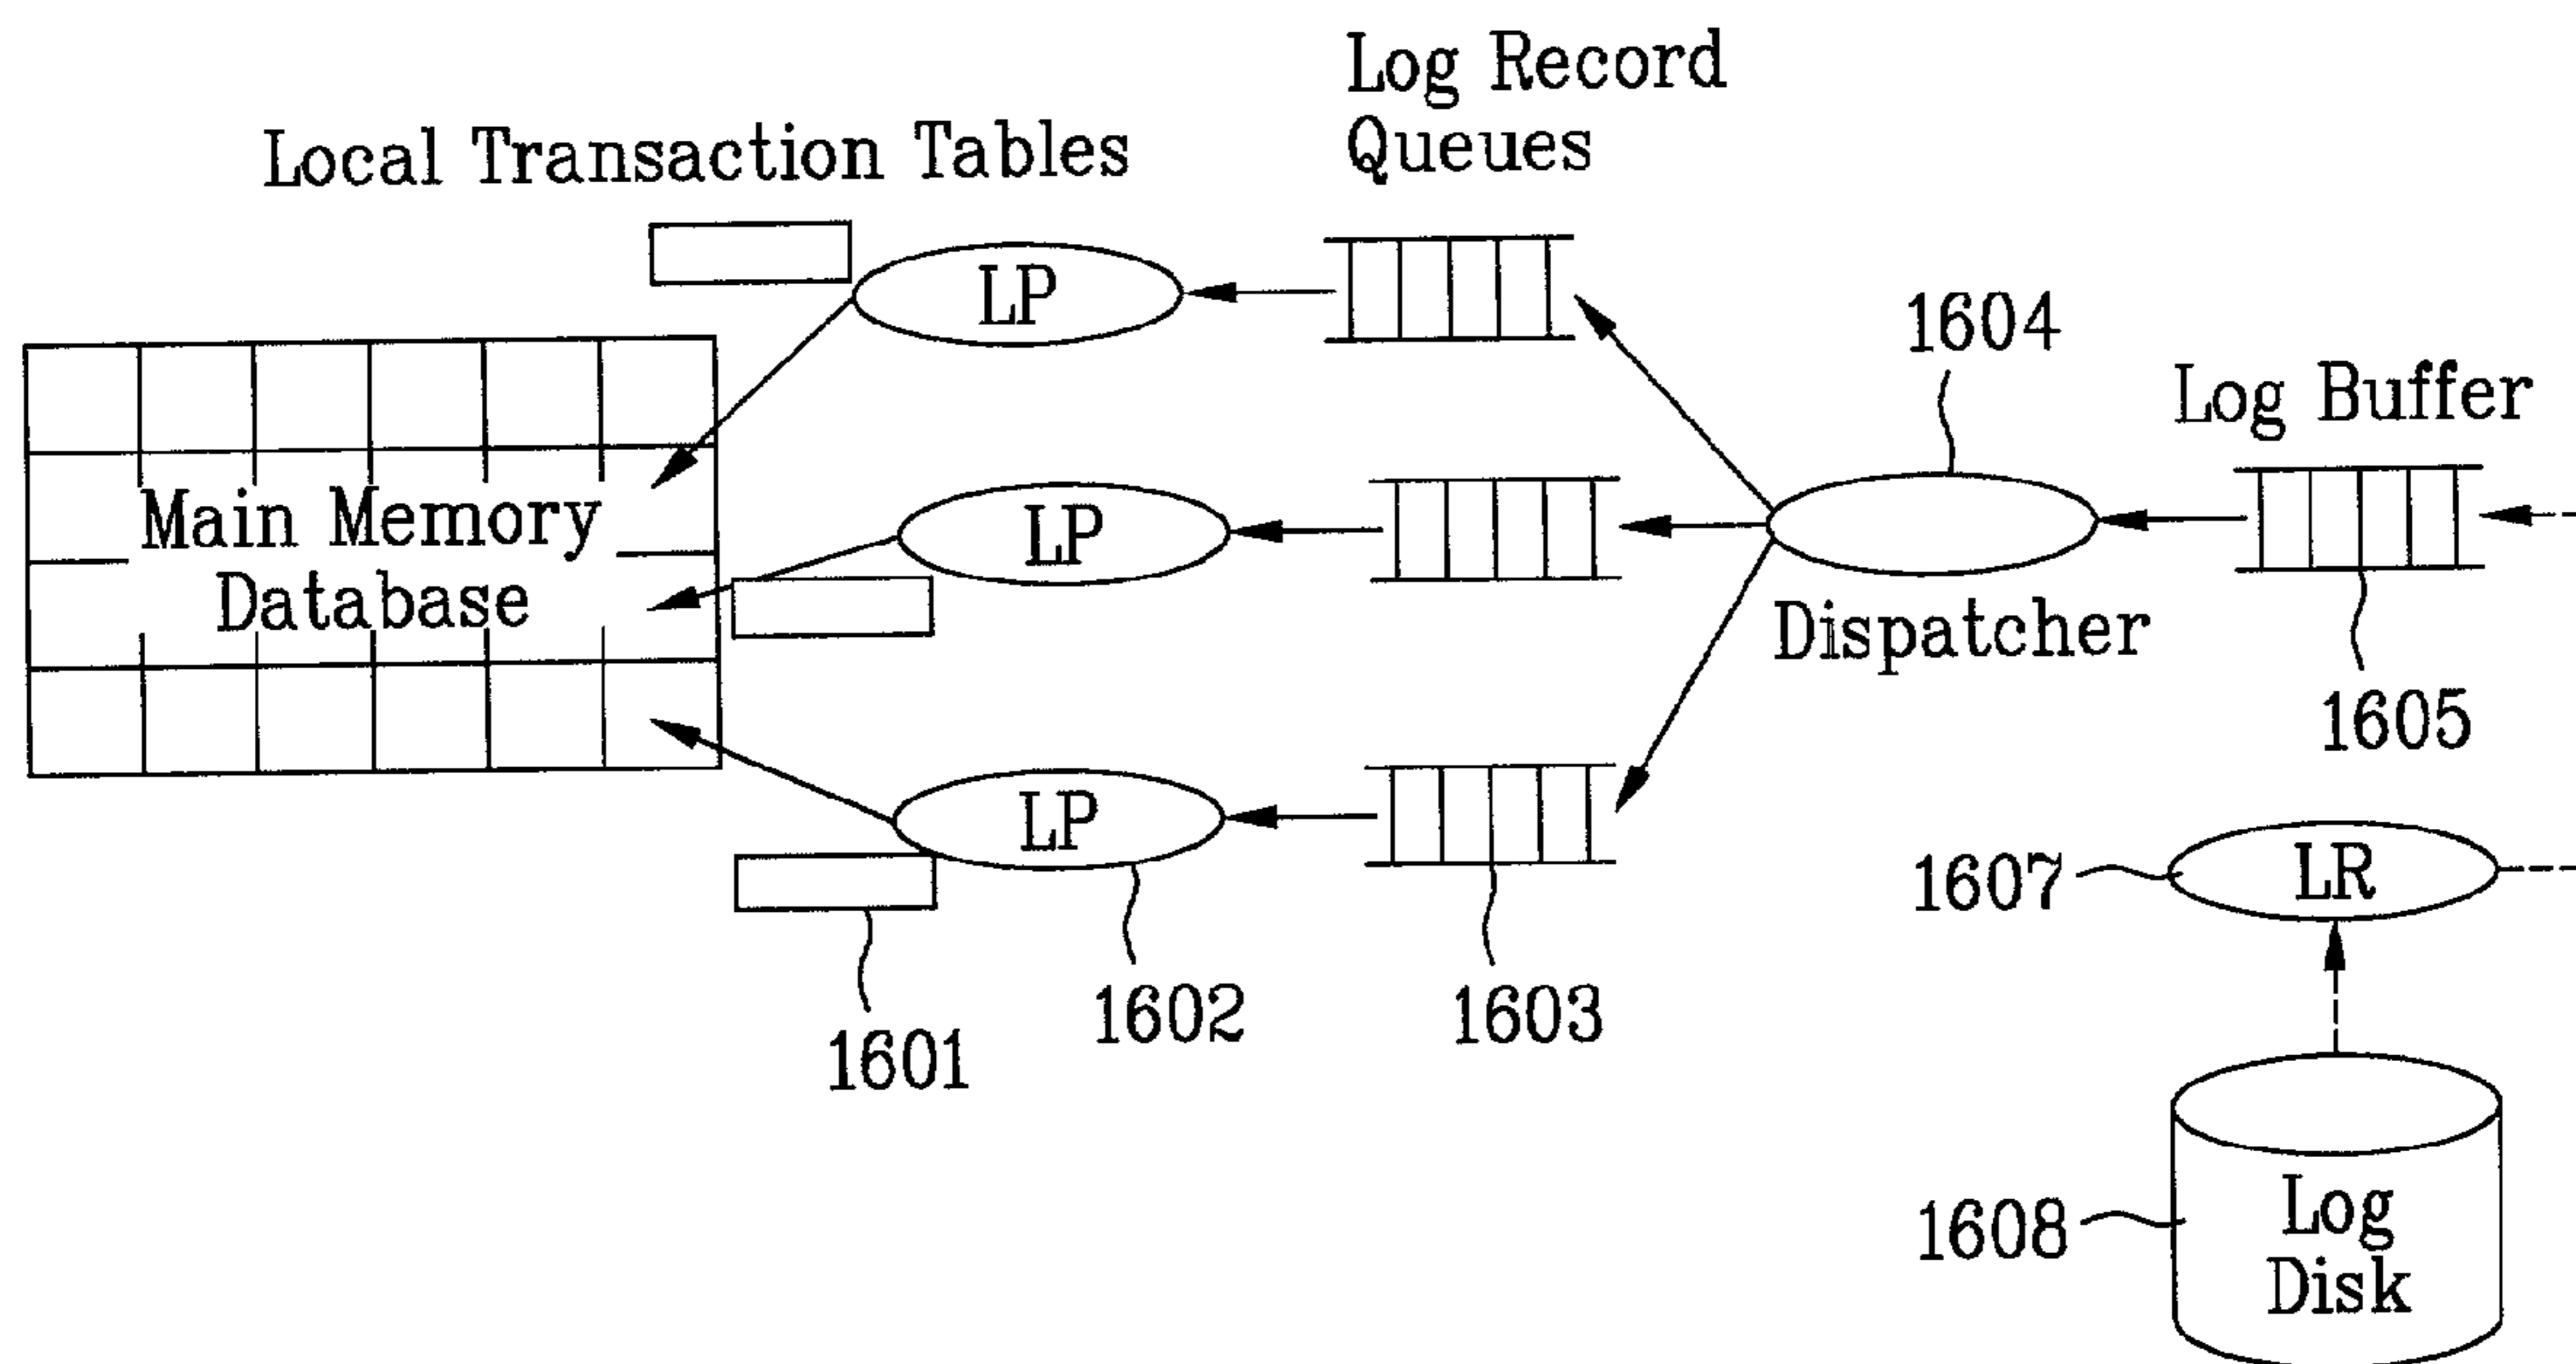 Log Record
Queues
Local Transaction Tables
LP
1604
Log Buffer
Main Memory
Database
LP
Dispatcher
1605
LP
1607
LR
1601
1602
1603
1608
Log
Disk